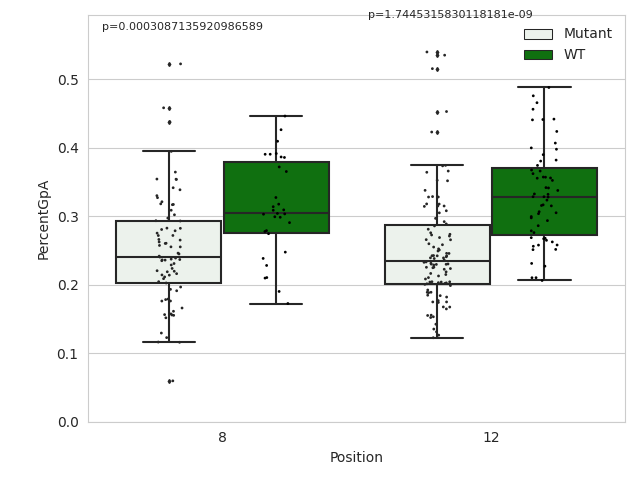 p=1.7445315830118181e-09
p=0.0003087135920986589
Mutant
WT
0.5
0.4
0.3
0.2
0.1
0.0
PercentGpA
8
12
Position